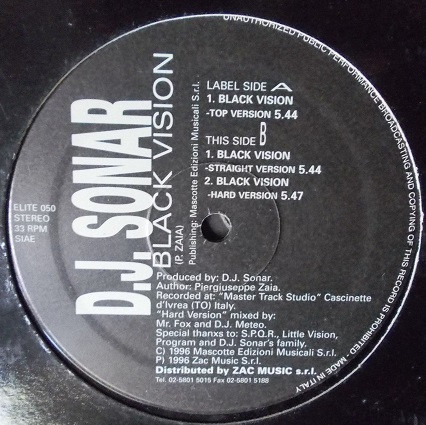 D.J. SONAR
BLACK VISION
(P. ZAIA)
Publishing: Mascotte Edizioni Musicali S.r.l.
LABEL SIDE A
1. BLACK VISION
-TOP VERSION 5.44
THIS SIDE B
1. BLACK VISION
-STRAIGHT VERSION 5.44
2. BLACK VISION
-HARD VERSION 5.47
ELITE 050
STEREO
33 RPM
SIAE
Produced by: D.J. Sonar.
Author: Piergiuseppe Zaia.
Recorded at: "Master Track Studio" Cascinette
d'Ivrea (TO) Italy.
"Hard Version" mixed by:
Mr. Fox and D.J. Meteo.
Special thanxs to: S.P.Q.R., Little Vision,
Program and D.J. Sonar's family.
C) 1996 Mascotte Edizioni Musicali S.r.l.
P) 1996 Zac Music S.r.l.
Distributed by ZAC MUSIC s.r.l.
Tel. 02-5801 5015 Fax 02-5801 5188
UNAUTHORIZED PUBLIC PERFORMANCE BROADCASTING AND COPYING OF THIS RECORD IS PROHIBITED - MADE IN ITALY